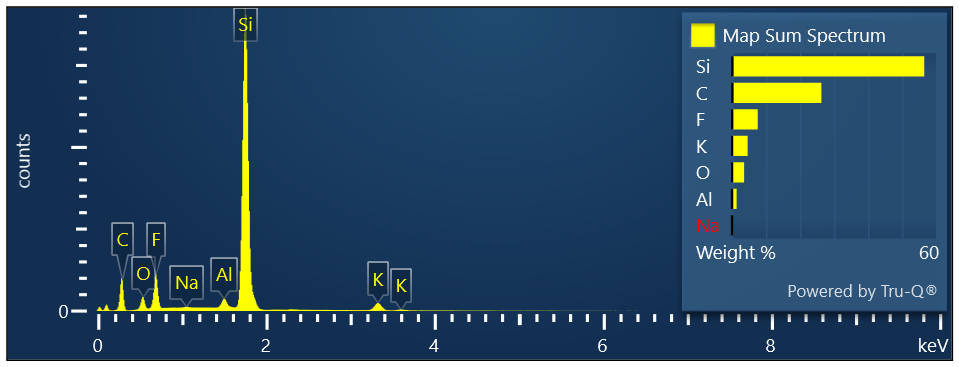 Si
Map Sum Spectrum
Si
C
F
K
O
Al
Na
Weight % 60
Powered by Tru-Q®
counts
C
F
O
Na
Al
K
K
0
0 2 4 6 8 keV